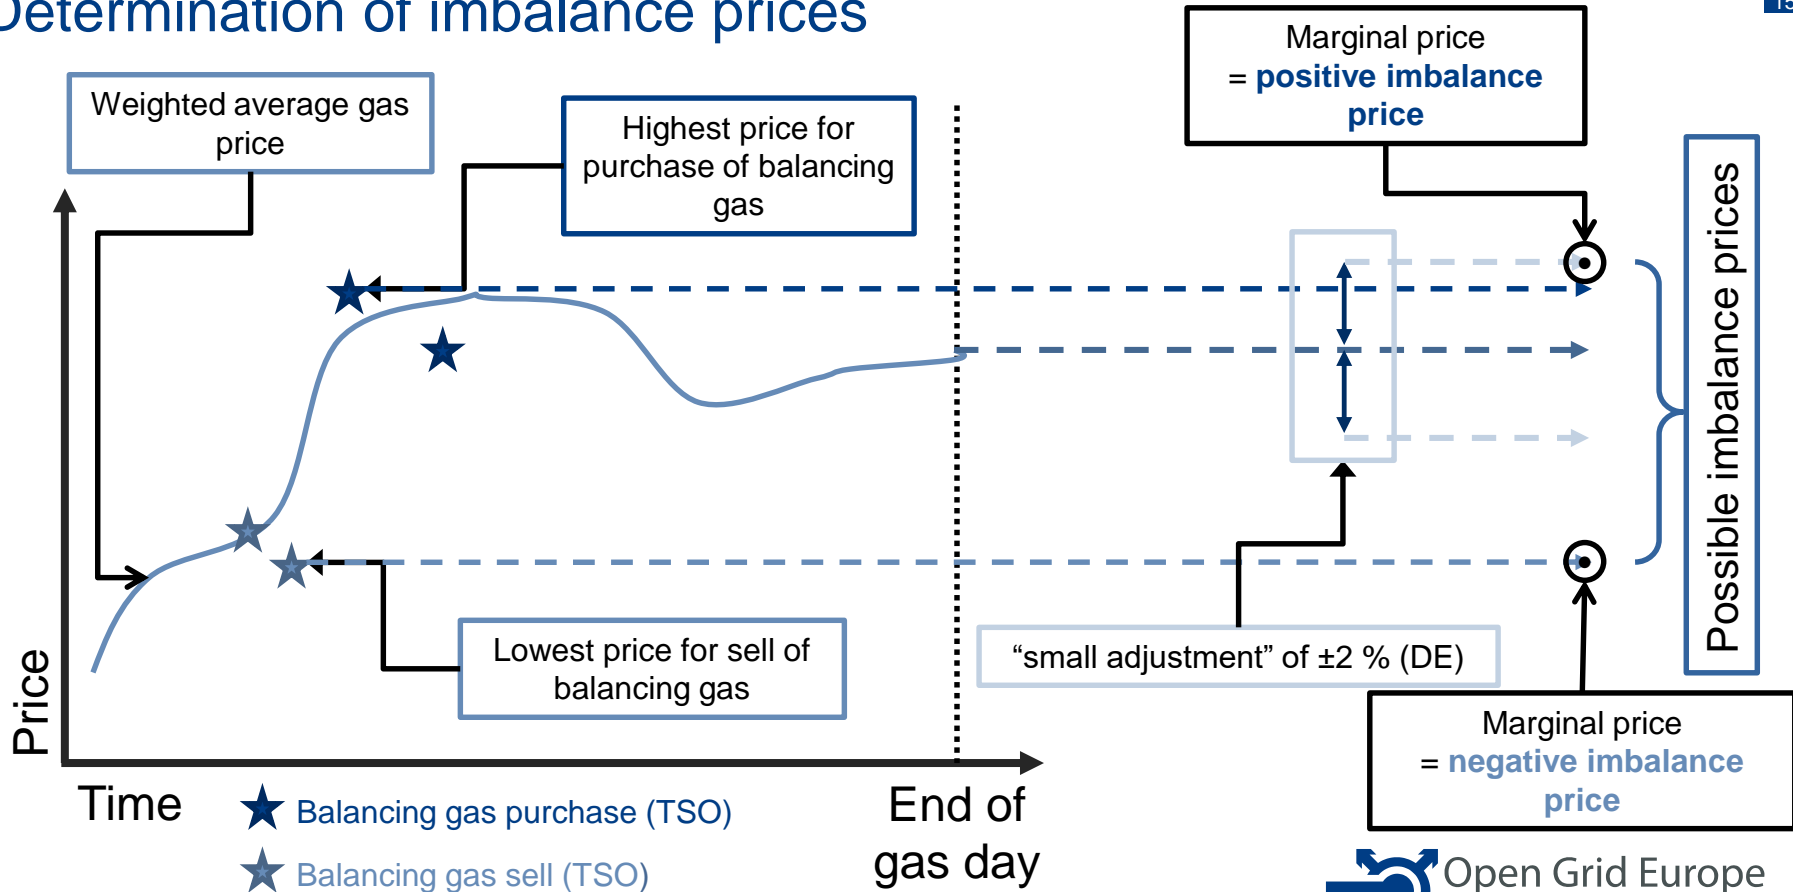 Determination of imbalance prices
15
Marginal price
= positive imbalance
price
Weighted average gas
price
Highest price for
purchase of balancing
gas
Possible imbalance prices
Lowest price for sell of
balancing gas
“small adjustment” of ±2 % (DE)
Marginal price
= negative imbalance
price
Price
Time
End of
gas day
Balancing gas purchase (TSO)
Balancing gas sell (TSO)
Open Grid Europe